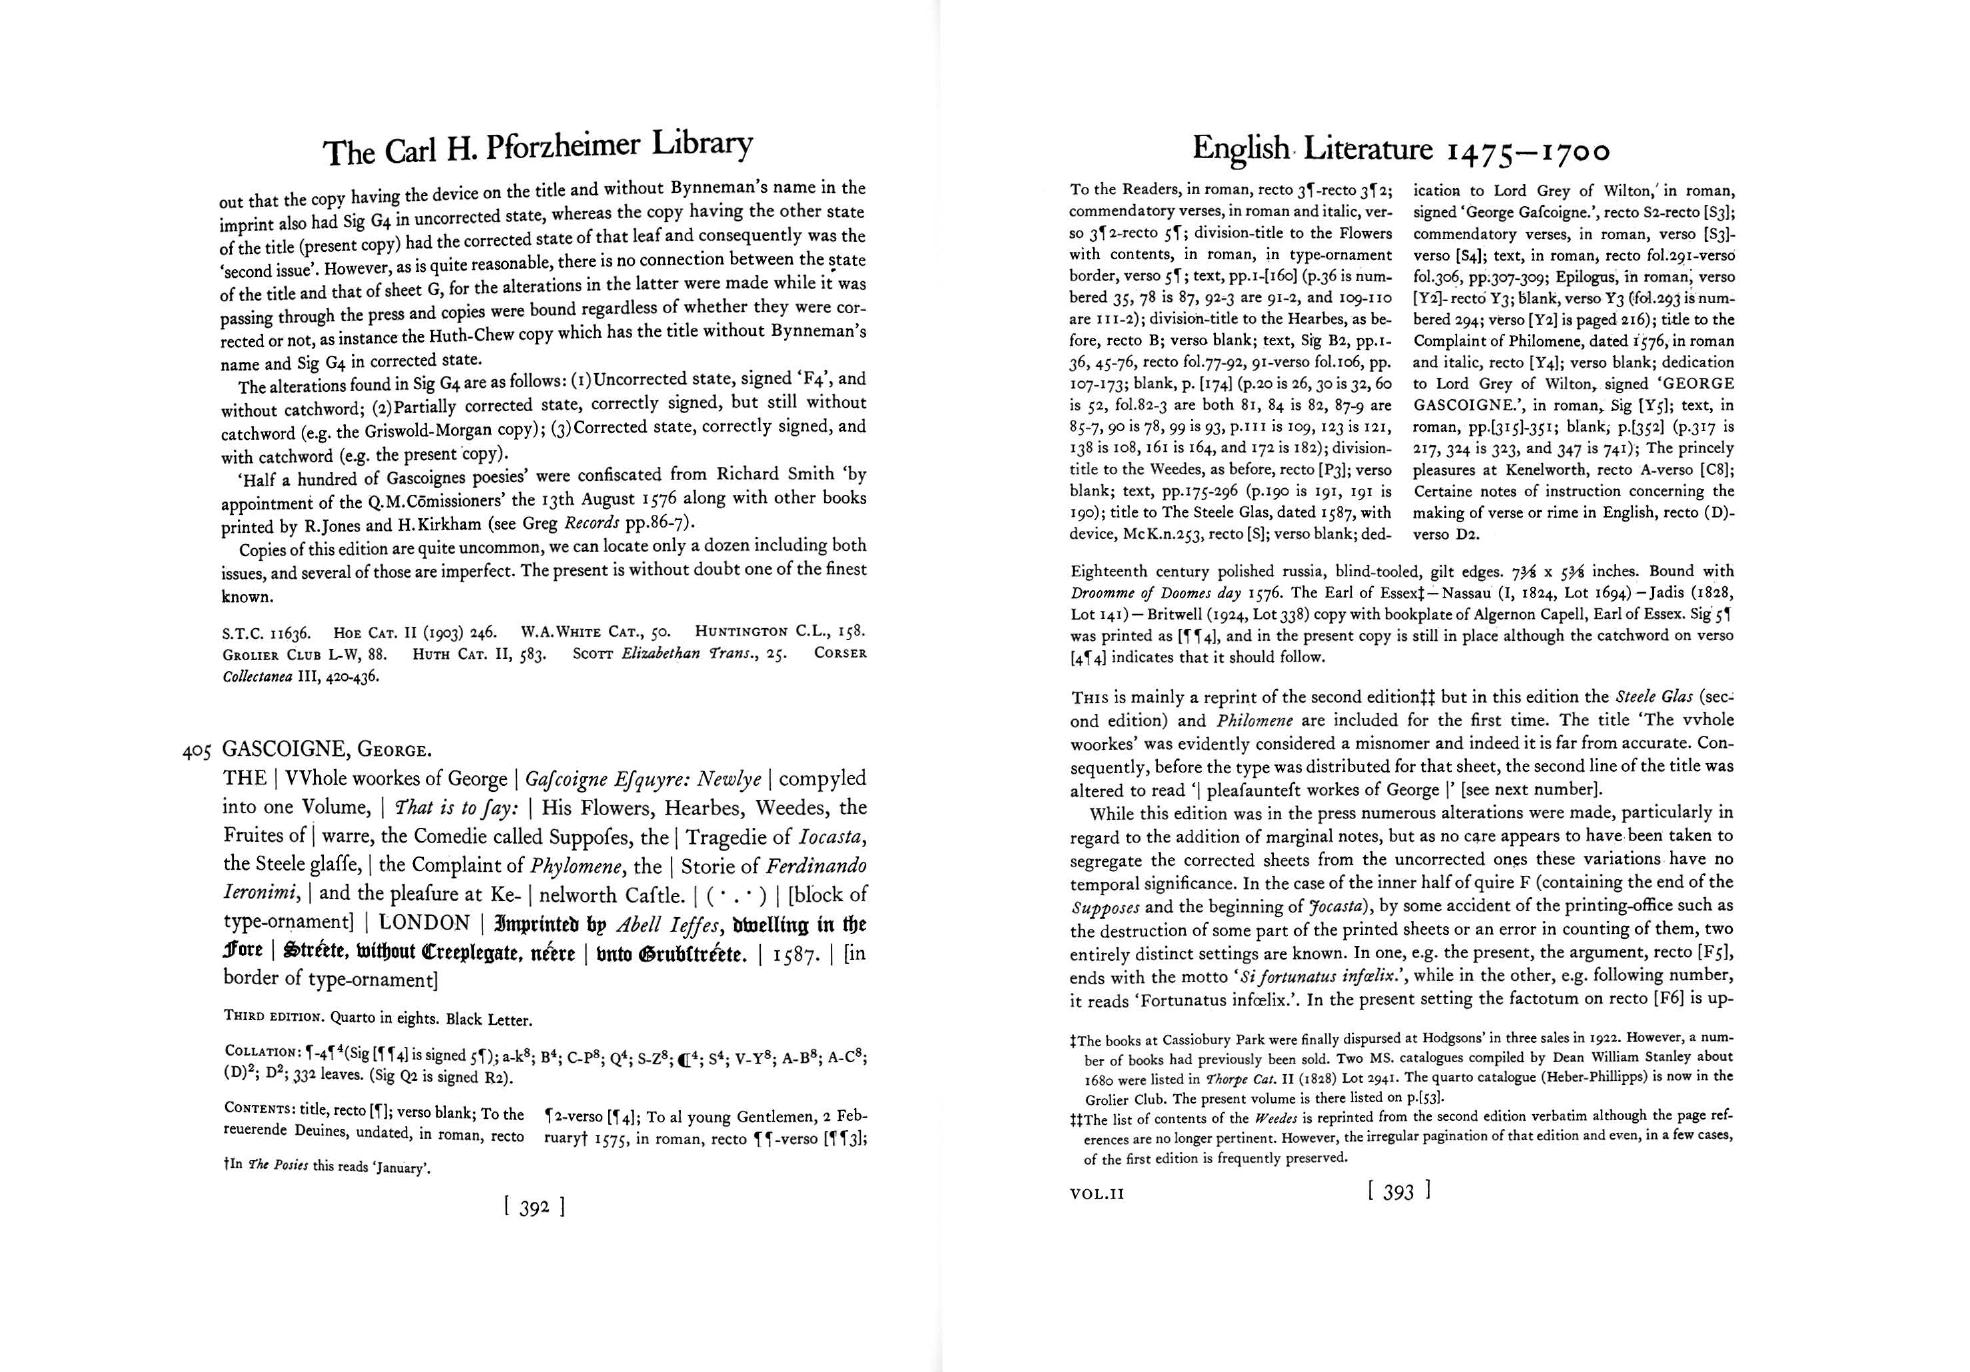 The Carl H. Pforzheimer Library
out that the copy having the device on the title and without Bynneman's name in the
imprint also had Sig G4 in uncorrected state, whereas the copy having the other state
of the title (present copy) had the corrected state of that leaf and consequently was the
'second issue'. However, as is quite reasonable, there is no connection between the state
of the title and that of sheet G, for the alterations in the latter were made while it was
passing through the press and copies were bound regardless of whether they were cor-
rected or not, as instance the Huth-Chew copy which has the title without Bynneman's
name and Sig G4 in corrected state.
The alterations found in Sig G4 are as follows: (1)Uncorrected state, signed 'F4', and
without catchword; (2)Partially corrected state, correctly signed, but still without
catchword (e.g. the Griswold-Morgan copy); (3)Corrected state, correctly signed, and
with catchword (e.g. the present copy).
'Half a hundred of Gascoignes poesies' were confiscated from Richard Smith 'by
appointment of the Q.M.Cōmissioners' the 13th August 1576 along with other books
printed by R.Jones and H.Kirkham (see Greg Records pp.86-7).
Copies of this edition are quite uncommon, we can locate only a dozen including both
issues, and several of those are imperfect. The present is without doubt one of the finest
known.
S.T.C. 11636. Hoe Cat. II (1903) 246. W.A.White Cat., 50. Huntington C.L., 158.
Grolier Club L-W, 88. Huth Cat. II, 583. Scott Elizabethan Trans., 25. Corser
Collectanea III, 420-436.
405 GASCOIGNE, George.
THE | VVhole woorkes of George | Gaſcoigne Eſquyre: Newlye | compyled
into one Volume, | That is to ſay: | His Flowers, Hearbes, Weedes, the
Fruites of | warre, the Comedie called Suppoſes, the | Tragedie of Iocasta,
the Steele glaſſe, | the Complaint of Phylomene, the | Storie of Ferdinando
Ieronimi, | and the pleaſure at Ke- | nelworth Caſtle. | ( · . · ) | [block of
type-ornament] | LONDON | Imprinted by Abell Ieffes, dwelling in the
Fore | Stréete, without Creeplegate, néere | vnto Grubſtréete. | 1587. | [in
border of type-ornament]
Third edition. Quarto in eights. Black Letter.
Collation: ¶-4¶⁴(Sig [¶¶4] is signed 5¶); a-k⁸; B⁴; C-P⁸; Q⁴; S-Z⁸; ⁋⁴; S⁴; V-Y⁸; A-B⁸; A-C⁸;
(D)²; D²; 332 leaves. (Sig Q2 is signed R2).
Contents: title, recto [¶]; verso blank; To the
reuerende Deuines, undated, in roman, recto
¶2-verso [¶4]; To al young Gentlemen, 2 Feb-
ruary† 1575, in roman, recto ¶¶-verso [¶¶3];
†In The Posies this reads 'January'.
[ 392 ]
English Literature 1475–1700
To the Readers, in roman, recto 3¶-recto 3¶2;
commendatory verses, in roman and italic, ver-
so 3¶2-recto 5¶; division-title to the Flowers
with contents, in roman, in type-ornament
border, verso 5¶; text, pp.1-[160] (p.36 is num-
bered 35, 78 is 87, 92-3 are 91-2, and 109-110
are 111-2); division-title to the Hearbes, as be-
fore, recto B; verso blank; text, Sig B2, pp.1-
36, 45-76, recto fol.77-92, 91-verso fol.106, pp.
107-173; blank, p. [174] (p.20 is 26, 30 is 32, 60
is 52, fol.82-3 are both 81, 84 is 82, 87-9 are
85-7, 90 is 78, 99 is 93, p.111 is 109, 123 is 121,
138 is 108, 161 is 164, and 172 is 182); division-
title to the Weedes, as before, recto [P3]; verso
blank; text, pp.175-296 (p.190 is 191, 191 is
190); title to The Steele Glas, dated 1587, with
device, McK.n.253, recto [S]; verso blank; ded-
ication to Lord Grey of Wilton, in roman,
signed 'George Gaſcoigne.', recto S2-recto [S3];
commendatory verses, in roman, verso [S3]-
verso [S4]; text, in roman, recto fol.291-verso
fol.306, pp.307-309; Epilogus, in roman, verso
[Y2]-recto Y3; blank, verso Y3 (fol.293 is num-
bered 294; verso [Y2] is paged 216); title to the
Complaint of Philomene, dated 1576, in roman
and italic, recto [Y4]; verso blank; dedication
to Lord Grey of Wilton, signed 'GEORGE
GASCOIGNE.', in roman, Sig [Y5]; text, in
roman, pp.[315]-351; blank, p.[352] (p.317 is
217, 324 is 323, and 347 is 741); The princely
pleasures at Kenelworth, recto A-verso [C8];
Certaine notes of instruction concerning the
making of verse or rime in English, recto (D)-
verso D2.
Eighteenth century polished russia, blind-tooled, gilt edges. 7⅜ x 5⅜ inches. Bound with
Droomme of Doomes day 1576. The Earl of Essex‡—Nassau (I, 1824, Lot 1694)—Jadis (1828,
Lot 141)—Britwell (1924, Lot 338) copy with bookplate of Algernon Capell, Earl of Essex. Sig 5¶
was printed as [¶¶4], and in the present copy is still in place although the catchword on verso
[4¶4] indicates that it should follow.
This is mainly a reprint of the second edition‡‡ but in this edition the Steele Glas (sec-
ond edition) and Philomene are included for the first time. The title 'The vvhole
woorkes' was evidently considered a misnomer and indeed it is far from accurate. Con-
sequently, before the type was distributed for that sheet, the second line of the title was
altered to read '| pleaſaunteſt workes of George |' [see next number].
While this edition was in the press numerous alterations were made, particularly in
regard to the addition of marginal notes, but as no care appears to have been taken to
segregate the corrected sheets from the uncorrected ones these variations have no
temporal significance. In the case of the inner half of quire F (containing the end of the
Supposes and the beginning of Jocasta), by some accident of the printing-office such as
the destruction of some part of the printed sheets or an error in counting of them, two
entirely distinct settings are known. In one, e.g. the present, the argument, recto [F5],
ends with the motto 'Si fortunatus infœlix.', while in the other, e.g. following number,
it reads 'Fortunatus infœlix.'. In the present setting the factotum on recto [F6] is up-
‡The books at Cassiobury Park were finally dispursed at Hodgsons' in three sales in 1922. However, a num-
ber of books had previously been sold. Two MS. catalogues compiled by Dean William Stanley about
1680 were listed in Thorpe Cat. II (1828) Lot 2941. The quarto catalogue (Heber-Phillipps) is now in the
Grolier Club. The present volume is there listed on p.[53].
‡‡The list of contents of the Weedes is reprinted from the second edition verbatim although the page ref-
erences are no longer pertinent. However, the irregular pagination of that edition and even, in a few cases,
of the first edition is frequently preserved.
VOL.II
[ 393 ]